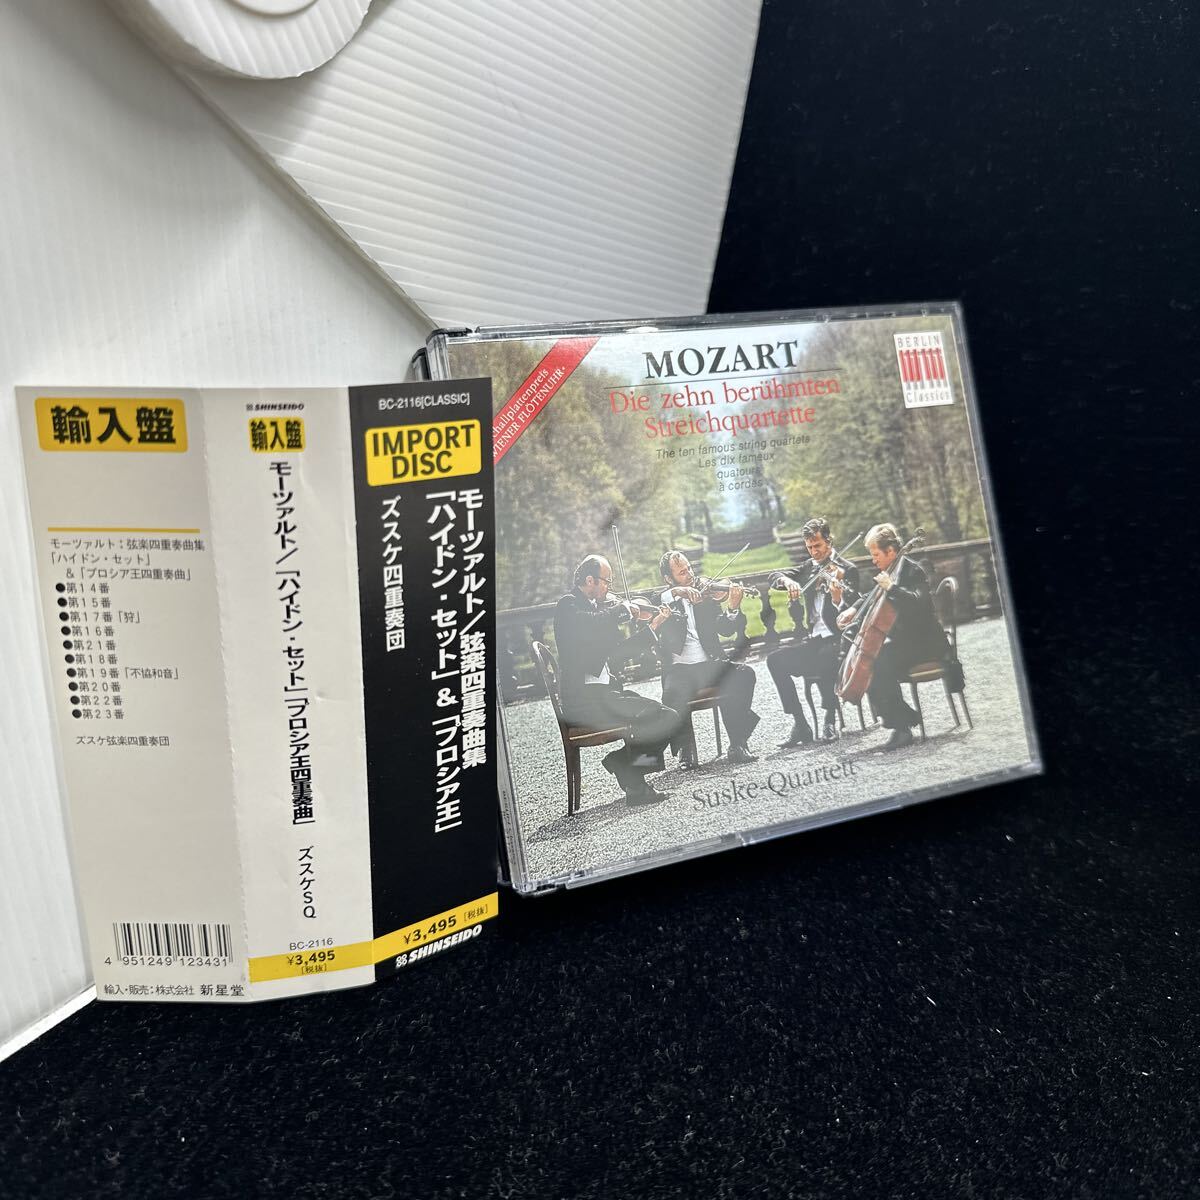 輸入盤
モーツァルト:弦楽四重奏曲集
「ハイドン・セット」
&「プロシア王四重奏曲」
●第14番
●第15番
●第17番「狩」
●第16番
●第21番
●第18番
●第19番「不協和音」
●第20番
●第22番
●第23番
ズスケ弦楽四重奏団
4 951249 123431
輸入・販売:株式会社 新星堂
SHINSEIDO
輸入盤
モーツァルト/「ハイドン・セット」「プロシア王四重奏曲」 ズスケSQ
BC-2116
¥3,495
[税抜]
BC-2116[CLASSIC]
IMPORT
DISC
モーツァルト/弦楽四重奏曲集
「ハイドン・セット」&「プロシア王」
ズスケ四重奏団
¥3,495 [税抜]
SHINSEIDO
challplattenpreis
WIENER FLÖTENUHR
MOZART
Die zehn berühmten
Streichquartette
The ten famous string quartets
Les dix fameux
quatours
à cordes
BERLIN
Classics
Suske-Quartett